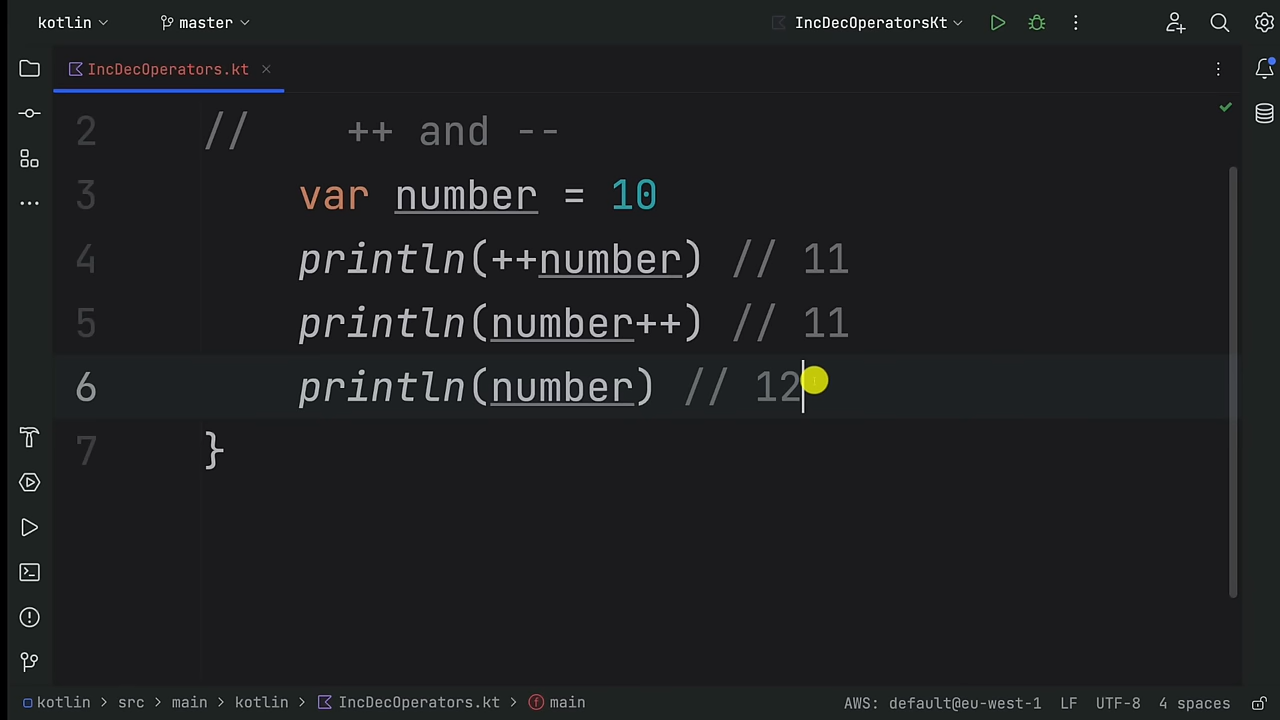 kotlin master IncDecOperatorsKt
IncDecOperators.kt
2 // ++ and --
3 var number = 10
4 println(++number) // 11
5 println(number++) // 11
6 println(number) // 12
7 }
kotlin > src > main > kotlin > IncDecOperators.kt > main AWS: default@eu-west-1 LF UTF-8 4 spaces